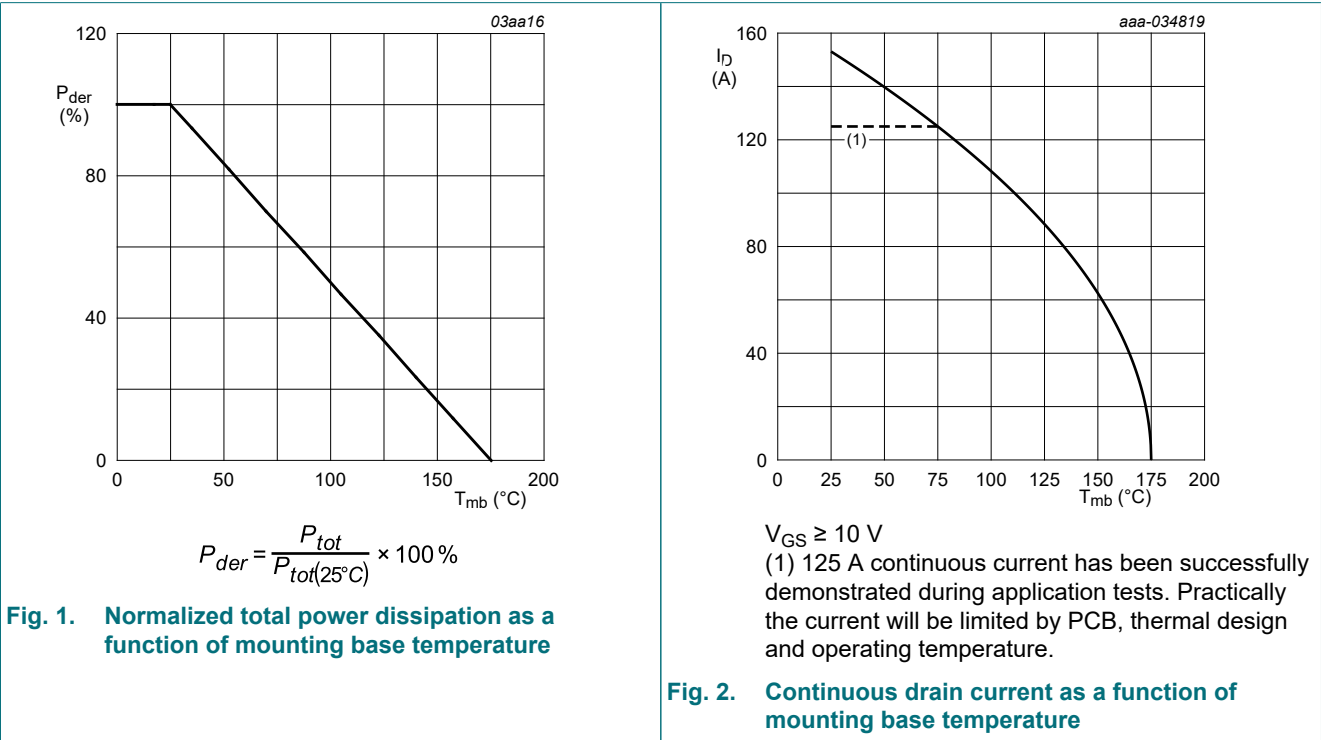 03aa16
120
P_der
(%)
80
40
0
0 50 100 150 200
T_mb (°C)
P_der = P_tot / P_tot(25°C) × 100 %
Fig. 1. Normalized total power dissipation as a
function of mounting base temperature
aaa-034819
160
I_D
(A)
120
(1)
80
40
0
0 25 50 75 100 125 150 175 200
T_mb (°C)
V_GS ≥ 10 V
(1) 125 A continuous current has been successfully
demonstrated during application tests. Practically
the current will be limited by PCB, thermal design
and operating temperature.
Fig. 2. Continuous drain current as a function of
mounting base temperature